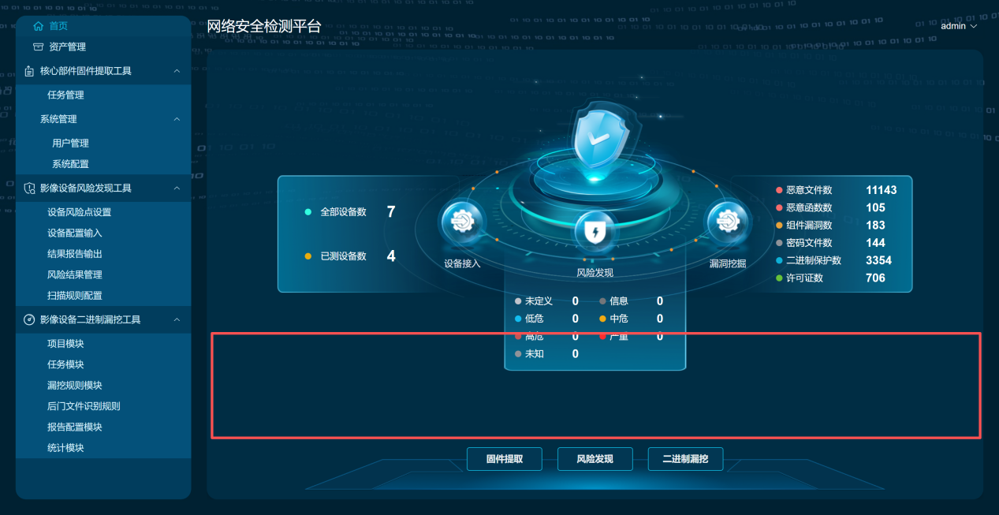 首页
资产管理
核心部件固件提取工具
任务管理
系统管理
用户管理
系统配置
影像设备风险发现工具
设备风险点设置
设备配置输入
结果报告输出
风险结果管理
扫描规则配置
影像设备二进制漏挖工具
项目模块
任务模块
漏挖规则模块
后门文件识别规则
报告配置模块
统计模块
网络安全检测平台
admin
全部设备数 7
已测设备数 4
设备接入
风险发现
漏洞挖掘
恶意文件数 11143
恶意函数数 105
组件漏洞数 183
密码文件数 144
二进制保护数 3354
许可证数 706
未定义 0 信息 0
低危 0 中危 0
高危 0 严重 0
未知 0
固件提取 风险发现 二进制漏挖